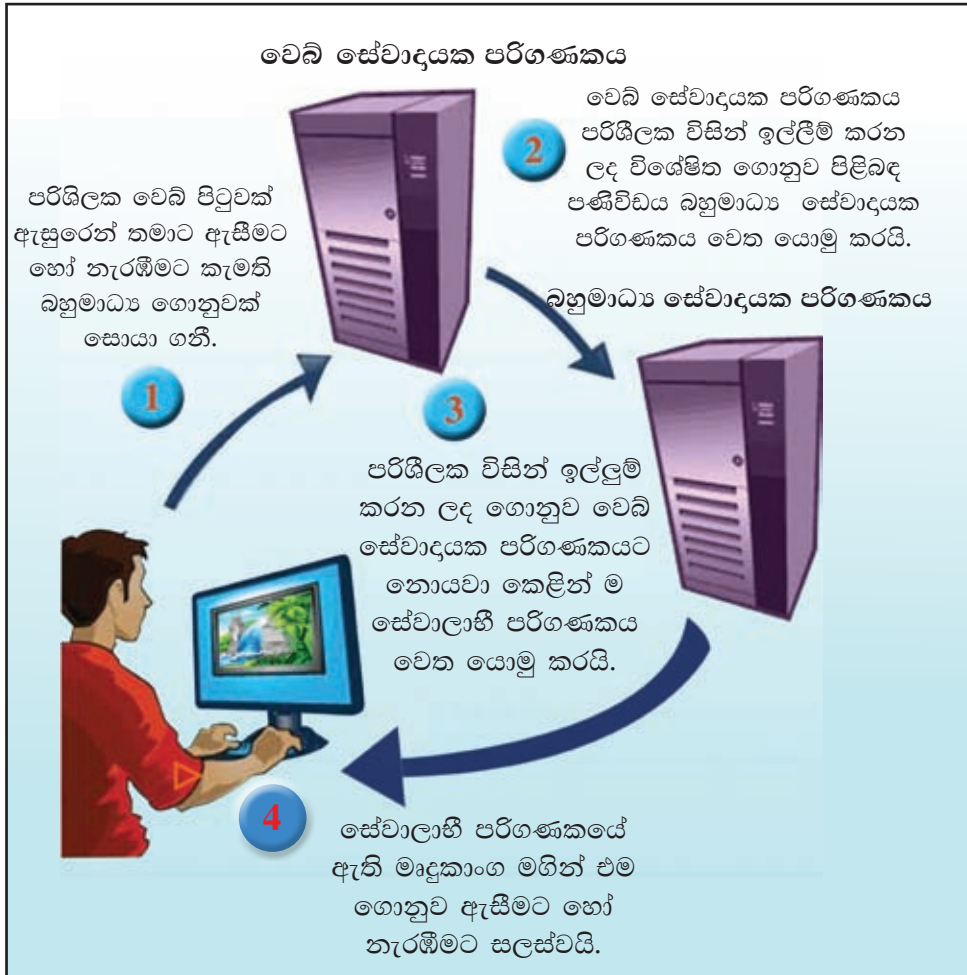 වෙබ් සේවාදායක පරිගණකය
1
පරිශිලක වෙබ් පිටුවක්
ඇසුරෙන් තමාට ඇසීමට
හෝ නැරඹීමට කැමති
බහුමාධ්‍ය ගොනුවක්
සොයා ගනී.
2
වෙබ් සේවාදායක පරිගණකය
පරිශීලක විසින් ඉල්ලීම් කරන
ලද විශේෂිත ගොනුව පිළිබඳ
පණිවිඩය බහුමාධ්‍ය සේවාදායක
පරිගණකය වෙත යොමු කරයි.
බහුමාධ්‍ය සේවාදායක පරිගණකය
3
පරිශීලක විසින් ඉල්ලුම්
කරන ලද ගොනුව වෙබ්
සේවාදායක පරිගණකයට
නොයවා කෙළින් ම
සේවාලාභී පරිගණකය
වෙත යොමු කරයි.
4
සේවාලාභී පරිගණකයේ
ඇති මෘදුකාංග මගින් එම
ගොනුව ඇසීමට හෝ
නැරඹීමට සලස්වයි.